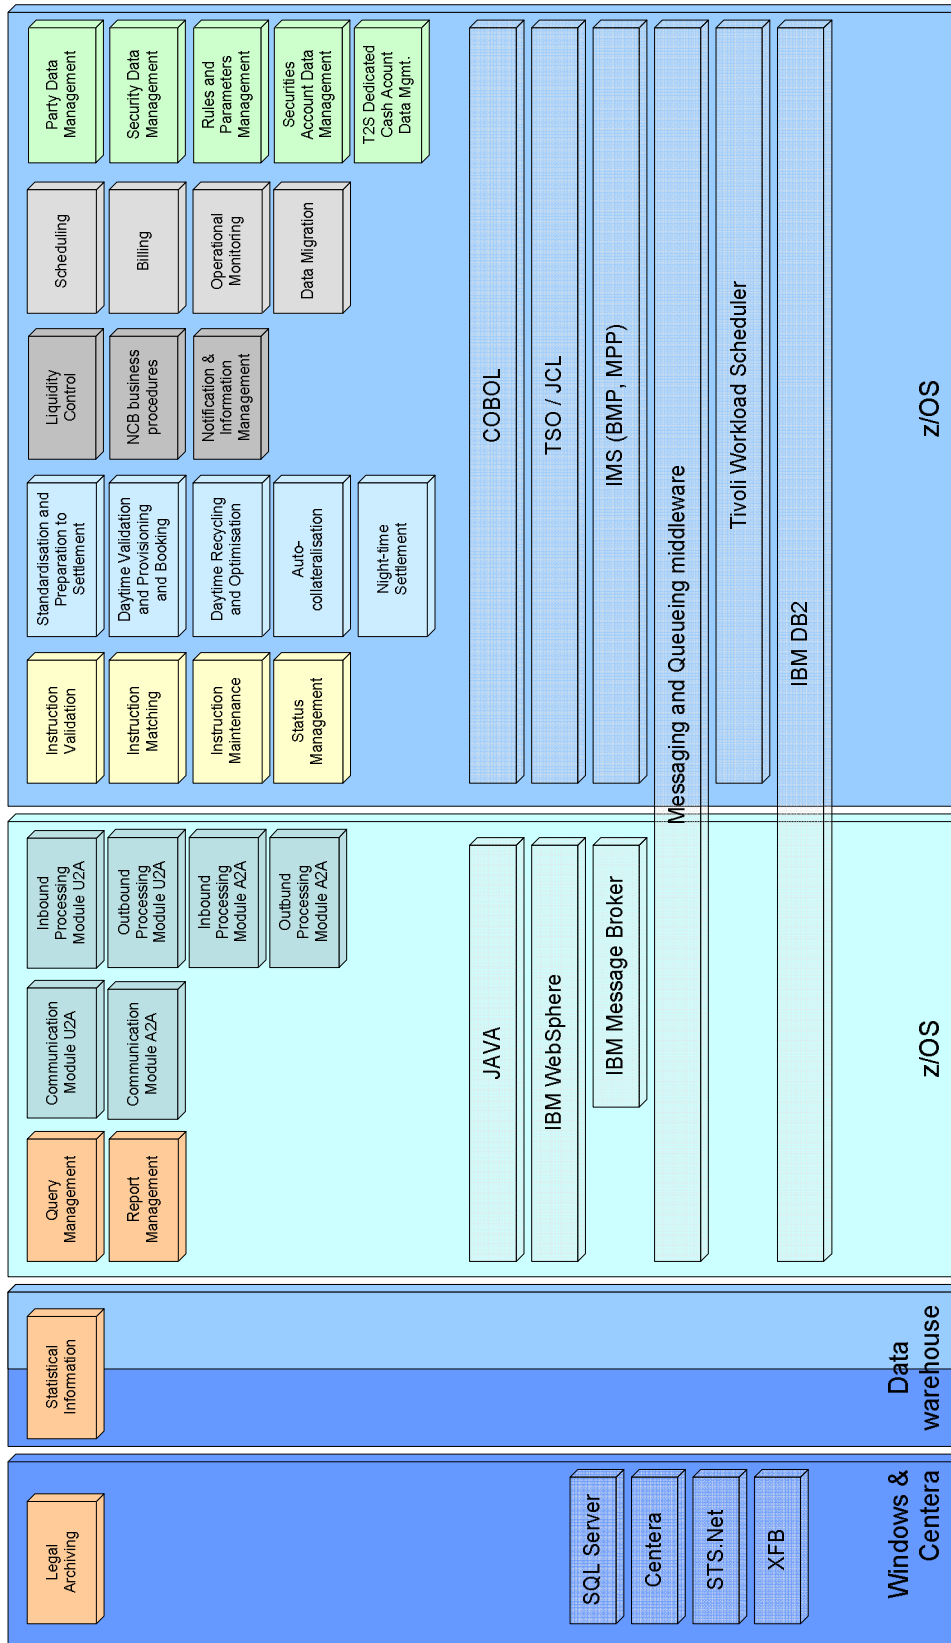 Legal
Archiving
Statistical
Information
Query
Management
Report
Management
Communication
Module U2A
Communication
Module A2A
Inbound
Processing
Module U2A
Outbound
Processing
Module U2A
Inbound
Processing
Module A2A
Outbound
Processing
Module A2A
Instruction
Validation
Instruction
Matching
Instruction
Maintenance
Status
Management
Standardisation and
Preparation to
Settlement
Daytime Validation
and Provisioning
and Booking
Daytime Recycling
and Optimisation
Auto-
collateralisation
Night-time
Settlement
Liquidity
Control
NCB business
procedures
Notification &
Information
Management
Scheduling
Billing
Operational
Monitoring
Data Migration
Party Data
Management
Security Data
Management
Rules and
Parameters
Management
Securities
Account Data
Management
T2S Dedicated
Cash Account
Data Mgmt.
SQL Server
Centera
STS.Net
XFB
JAVA
IBM WebSphere
IBM Message Broker
COBOL
TSO / JCL
IMS (BMP, MPP)
Messaging and Queueing middleware
Tivoli Workload Scheduler
IBM DB2
Windows &
Centera
Data
warehouse
z/OS
z/OS